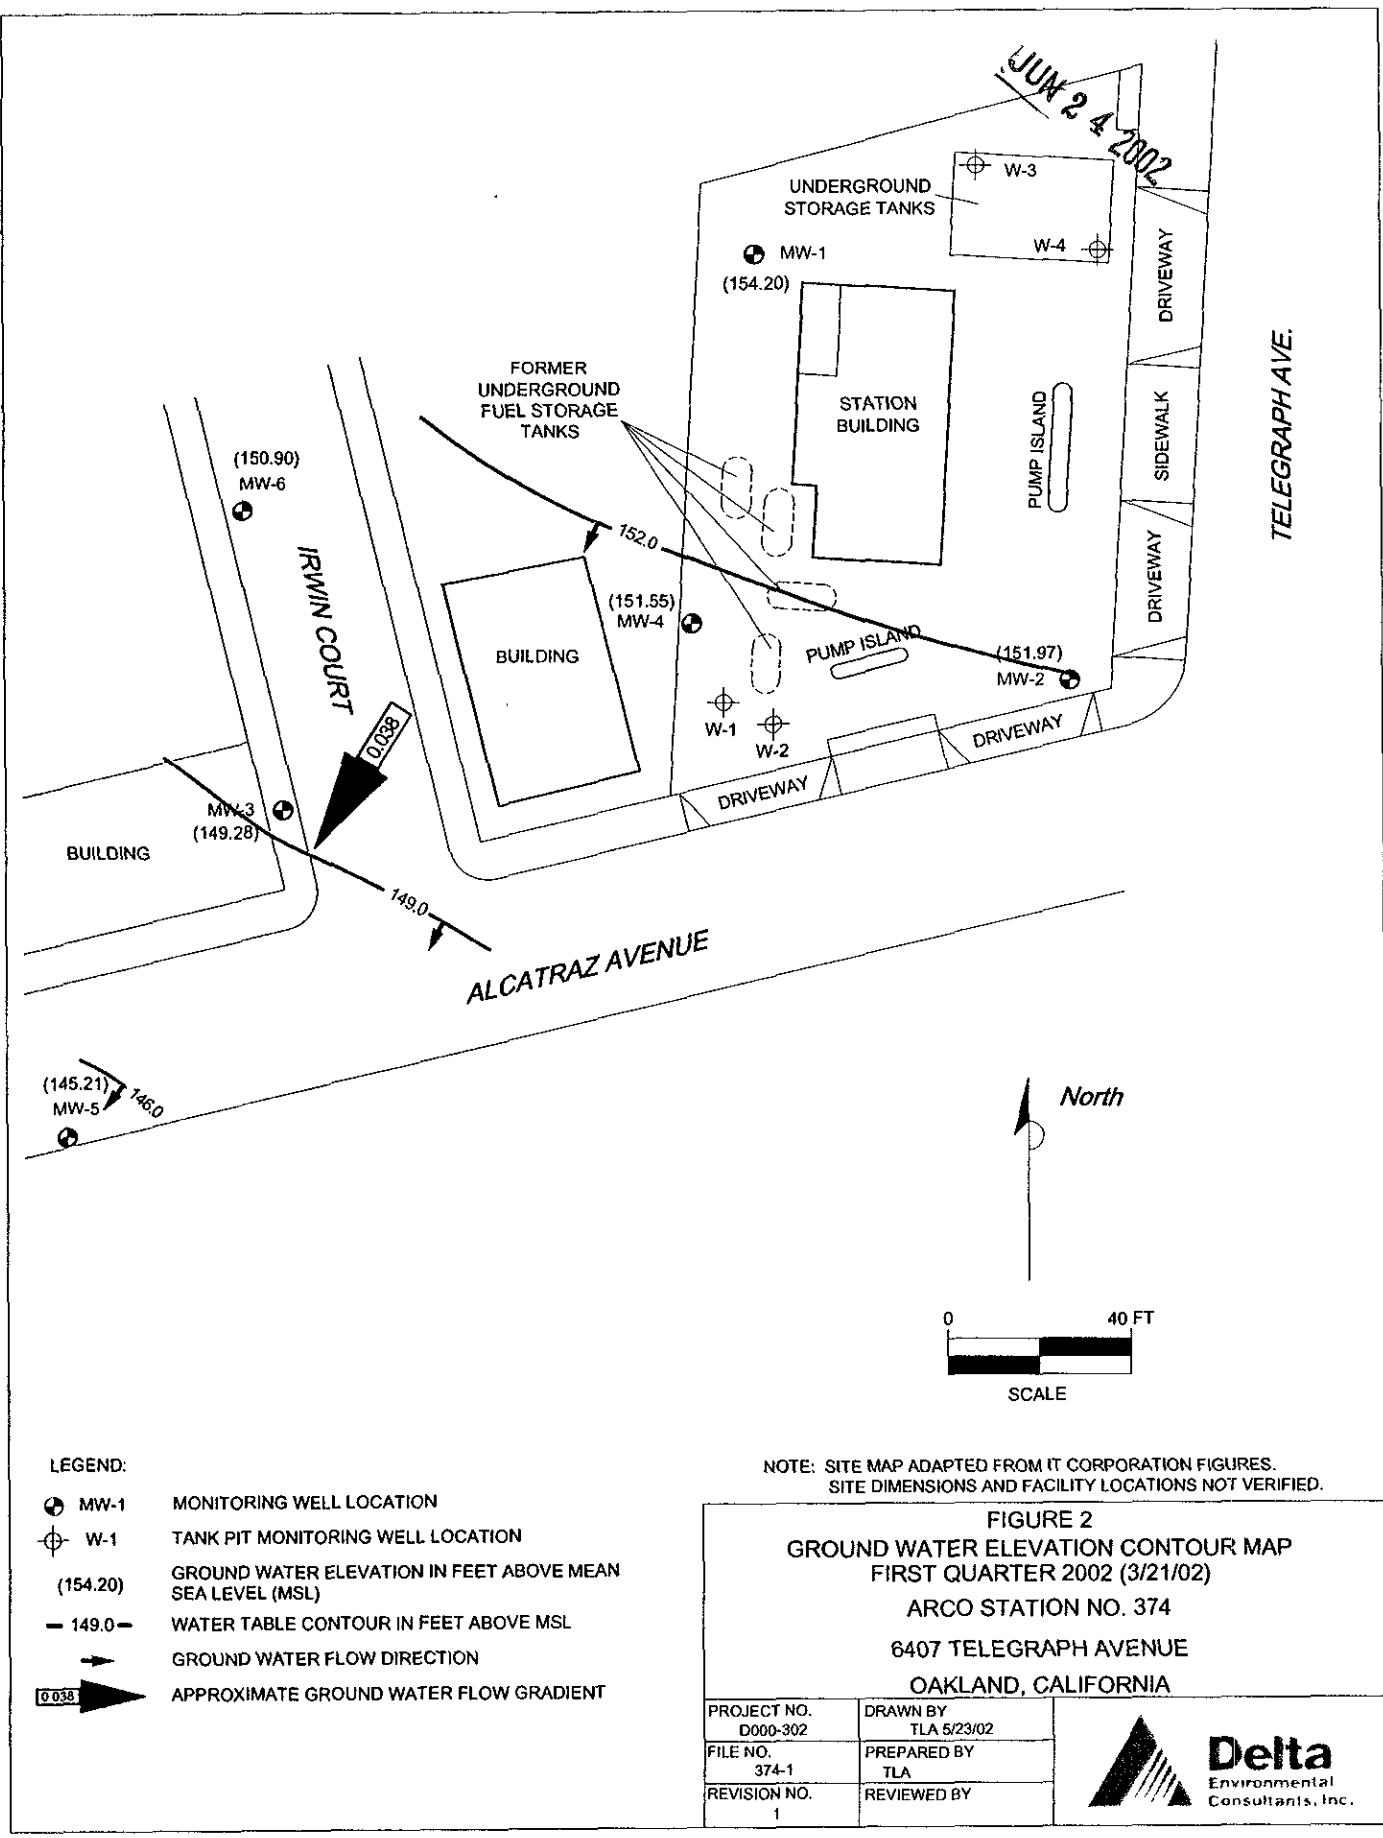 JUN 24 2002
W-3
UNDERGROUND
STORAGE TANKS
W-4
MW-1
(154.20)
DRIVEWAY
TELEGRAPH AVE.
FORMER
UNDERGROUND
FUEL STORAGE
TANKS
STATION
BUILDING
PUMP ISLAND
SIDEWALK
(150.90)
MW-6
152.0
DRIVEWAY
IRWIN COURT
(151.55)
MW-4
BUILDING
PUMP ISLAND
(151.97)
MW-2
0.038
W-1
W-2
DRIVEWAY
DRIVEWAY
MW-3
(149.28)
BUILDING
149.0
ALCATRAZ AVENUE
(145.21)
MW-5
146.0
North
0 40 FT
SCALE
LEGEND:
MW-1 MONITORING WELL LOCATION
W-1 TANK PIT MONITORING WELL LOCATION
(154.20) GROUND WATER ELEVATION IN FEET ABOVE MEAN
SEA LEVEL (MSL)
149.0 WATER TABLE CONTOUR IN FEET ABOVE MSL
GROUND WATER FLOW DIRECTION
0.038 APPROXIMATE GROUND WATER FLOW GRADIENT
NOTE: SITE MAP ADAPTED FROM IT CORPORATION FIGURES.
SITE DIMENSIONS AND FACILITY LOCATIONS NOT VERIFIED.
FIGURE 2
GROUND WATER ELEVATION CONTOUR MAP
FIRST QUARTER 2002 (3/21/02)
ARCO STATION NO. 374
6407 TELEGRAPH AVENUE
OAKLAND, CALIFORNIA
PROJECT NO.
D000-302
DRAWN BY
TLA 5/23/02
FILE NO.
374-1
PREPARED BY
TLA
REVISION NO.
1
REVIEWED BY
Delta
Environmental
Consultants, Inc.